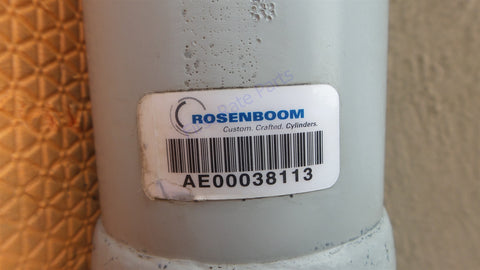 ROSENBOOM
Custom. Crafted. Cylinders.
AE00038113